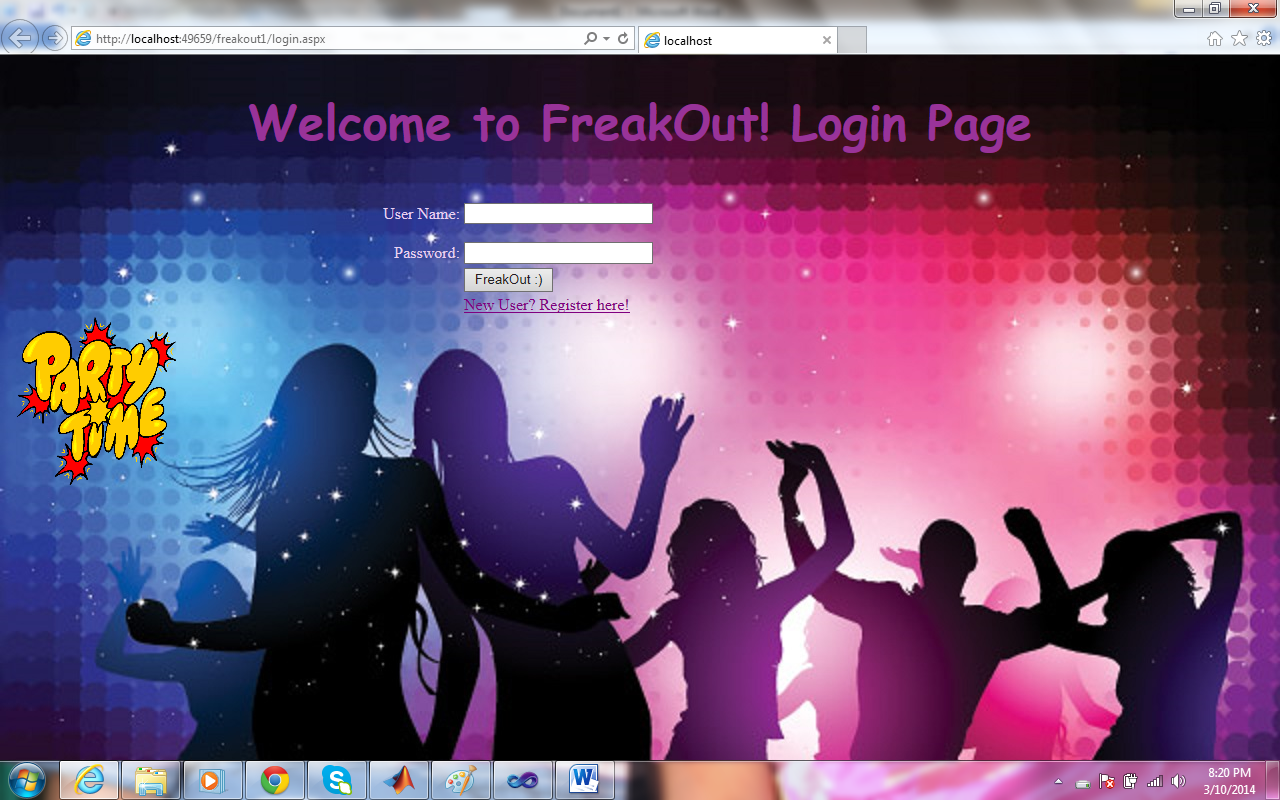 http://localhost:49659/freakout1/login.aspx
localhost
Welcome to FreakOut! Login Page
User Name:
Password:
FreakOut :)
New User? Register here!
PARTY
TIME
8:20 PM
3/10/2014